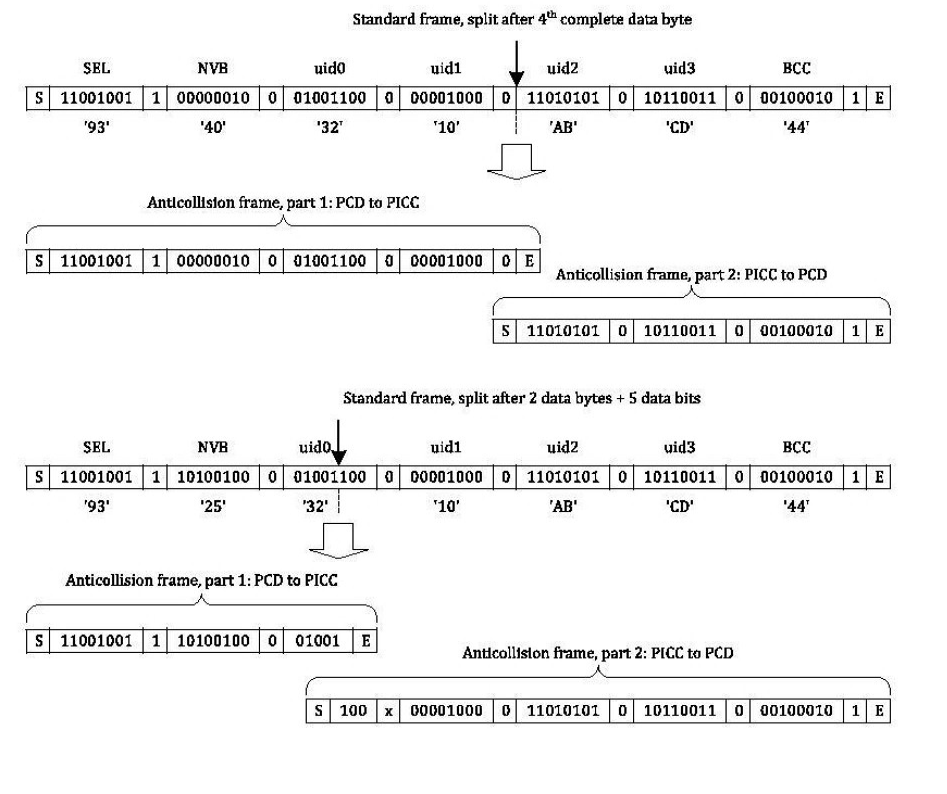 Standard frame, split after 4th complete data byte
SEL NVB uid0 uid1 uid2 uid3 BCC
S 11001001 1 00000010 0 01001100 0 00001000 0 11010101 0 10110011 0 00100010 1 E
'93' '40' '32' '10' 'AB' 'CD' '44'
Anticollision frame, part 1: PCD to PICC
S 11001001 1 00000010 0 01001100 0 00001000 0 E
Anticollision frame, part 2: PICC to PCD
S 11010101 0 10110011 0 00100010 1 E
Standard frame, split after 2 data bytes + 5 data bits
SEL NVB uid0 uid1 uid2 uid3 BCC
S 11001001 1 10100100 0 01001100 0 00001000 0 11010101 0 10110011 0 00100010 1 E
'93' '25' '32' '10' 'AB' 'CD' '44'
Anticollision frame, part 1: PCD to PICC
S 11001001 1 10100100 0 01001 E
Anticollision frame, part 2: PICC to PCD
S 100 x 00001000 0 11010101 0 10110011 0 00100010 1 E